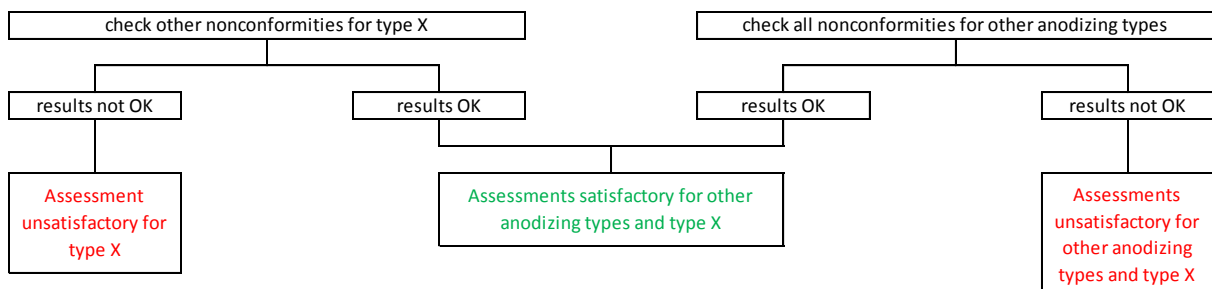 check other nonconformities for type X
check all nonconformities for other anodizing types
results not OK
results OK
results OK
results not OK
Assessment
unsatisfactory for
type X
Assessments satisfactory for other
anodizing types and type X
Assessments
unsatisfactory for
other anodizing
types and type X